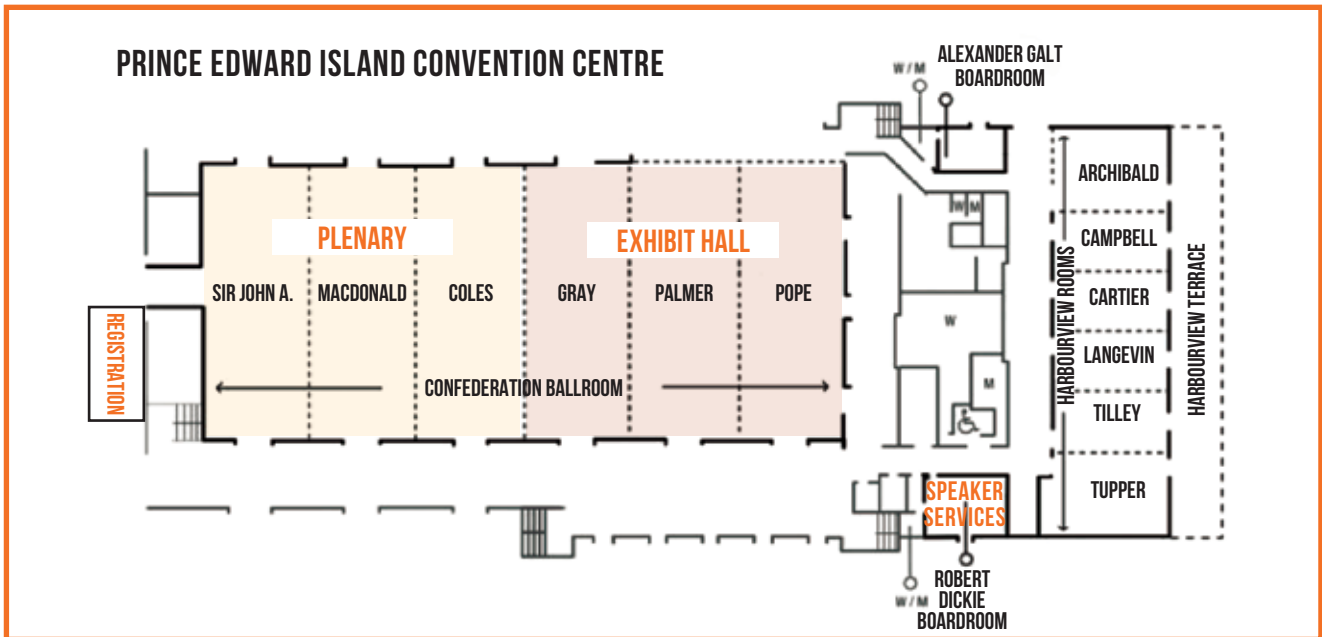 PRINCE EDWARD ISLAND CONVENTION CENTRE
W / M
ALEXANDER GALT
BOARDROOM
PLENARY
EXHIBIT HALL
SIR JOHN A.
MACDONALD
COLES
GRAY
PALMER
POPE
CONFEDERATION BALLROOM
REGISTRATION
W
M
W
M
HARBOURVIEW ROOMS
ARCHIBALD
CAMPBELL
CARTIER
LANGEVIN
TILLEY
TUPPER
HARBOURVIEW TERRACE
SPEAKER
SERVICES
W / M
ROBERT
DICKIE
BOARDROOM